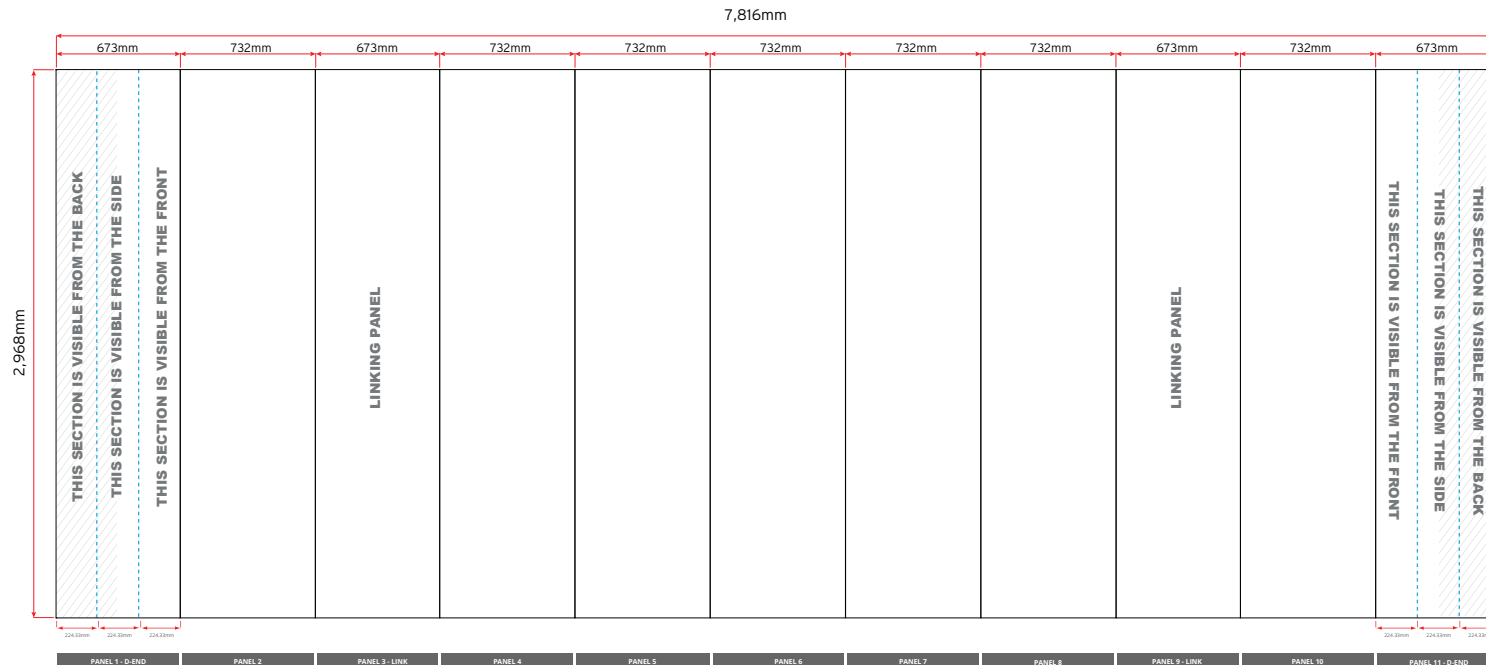 7,816mm
673mm
732mm
673mm
732mm
732mm
732mm
732mm
732mm
673mm
732mm
673mm
2,968mm
THIS SECTION IS VISIBLE FROM THE BACK
THIS SECTION IS VISIBLE FROM THE SIDE
THIS SECTION IS VISIBLE FROM THE FRONT
LINKING PANEL
LINKING PANEL
THIS SECTION IS VISIBLE FROM THE FRONT
THIS SECTION IS VISIBLE FROM THE SIDE
THIS SECTION IS VISIBLE FROM THE BACK
224.33mm
224.33mm
224.33mm
224.33mm
224.33mm
224.33mm
PANEL 1 - D-END
PANEL 2
PANEL 3 - LINK
PANEL 4
PANEL 5
PANEL 6
PANEL 7
PANEL 8
PANEL 9 - LINK
PANEL 10
PANEL 11 - D-END